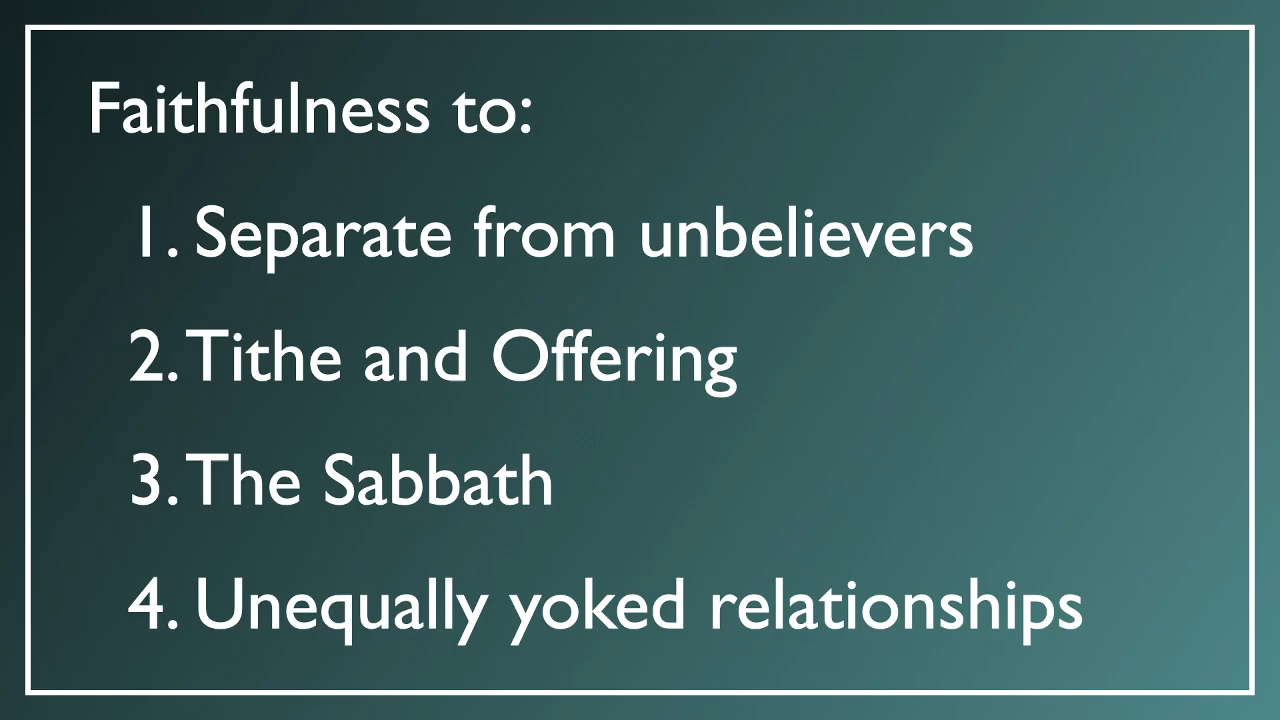 Faithfulness to:
1. Separate from unbelievers
2. Tithe and Offering
3. The Sabbath
4. Unequally yoked relationships